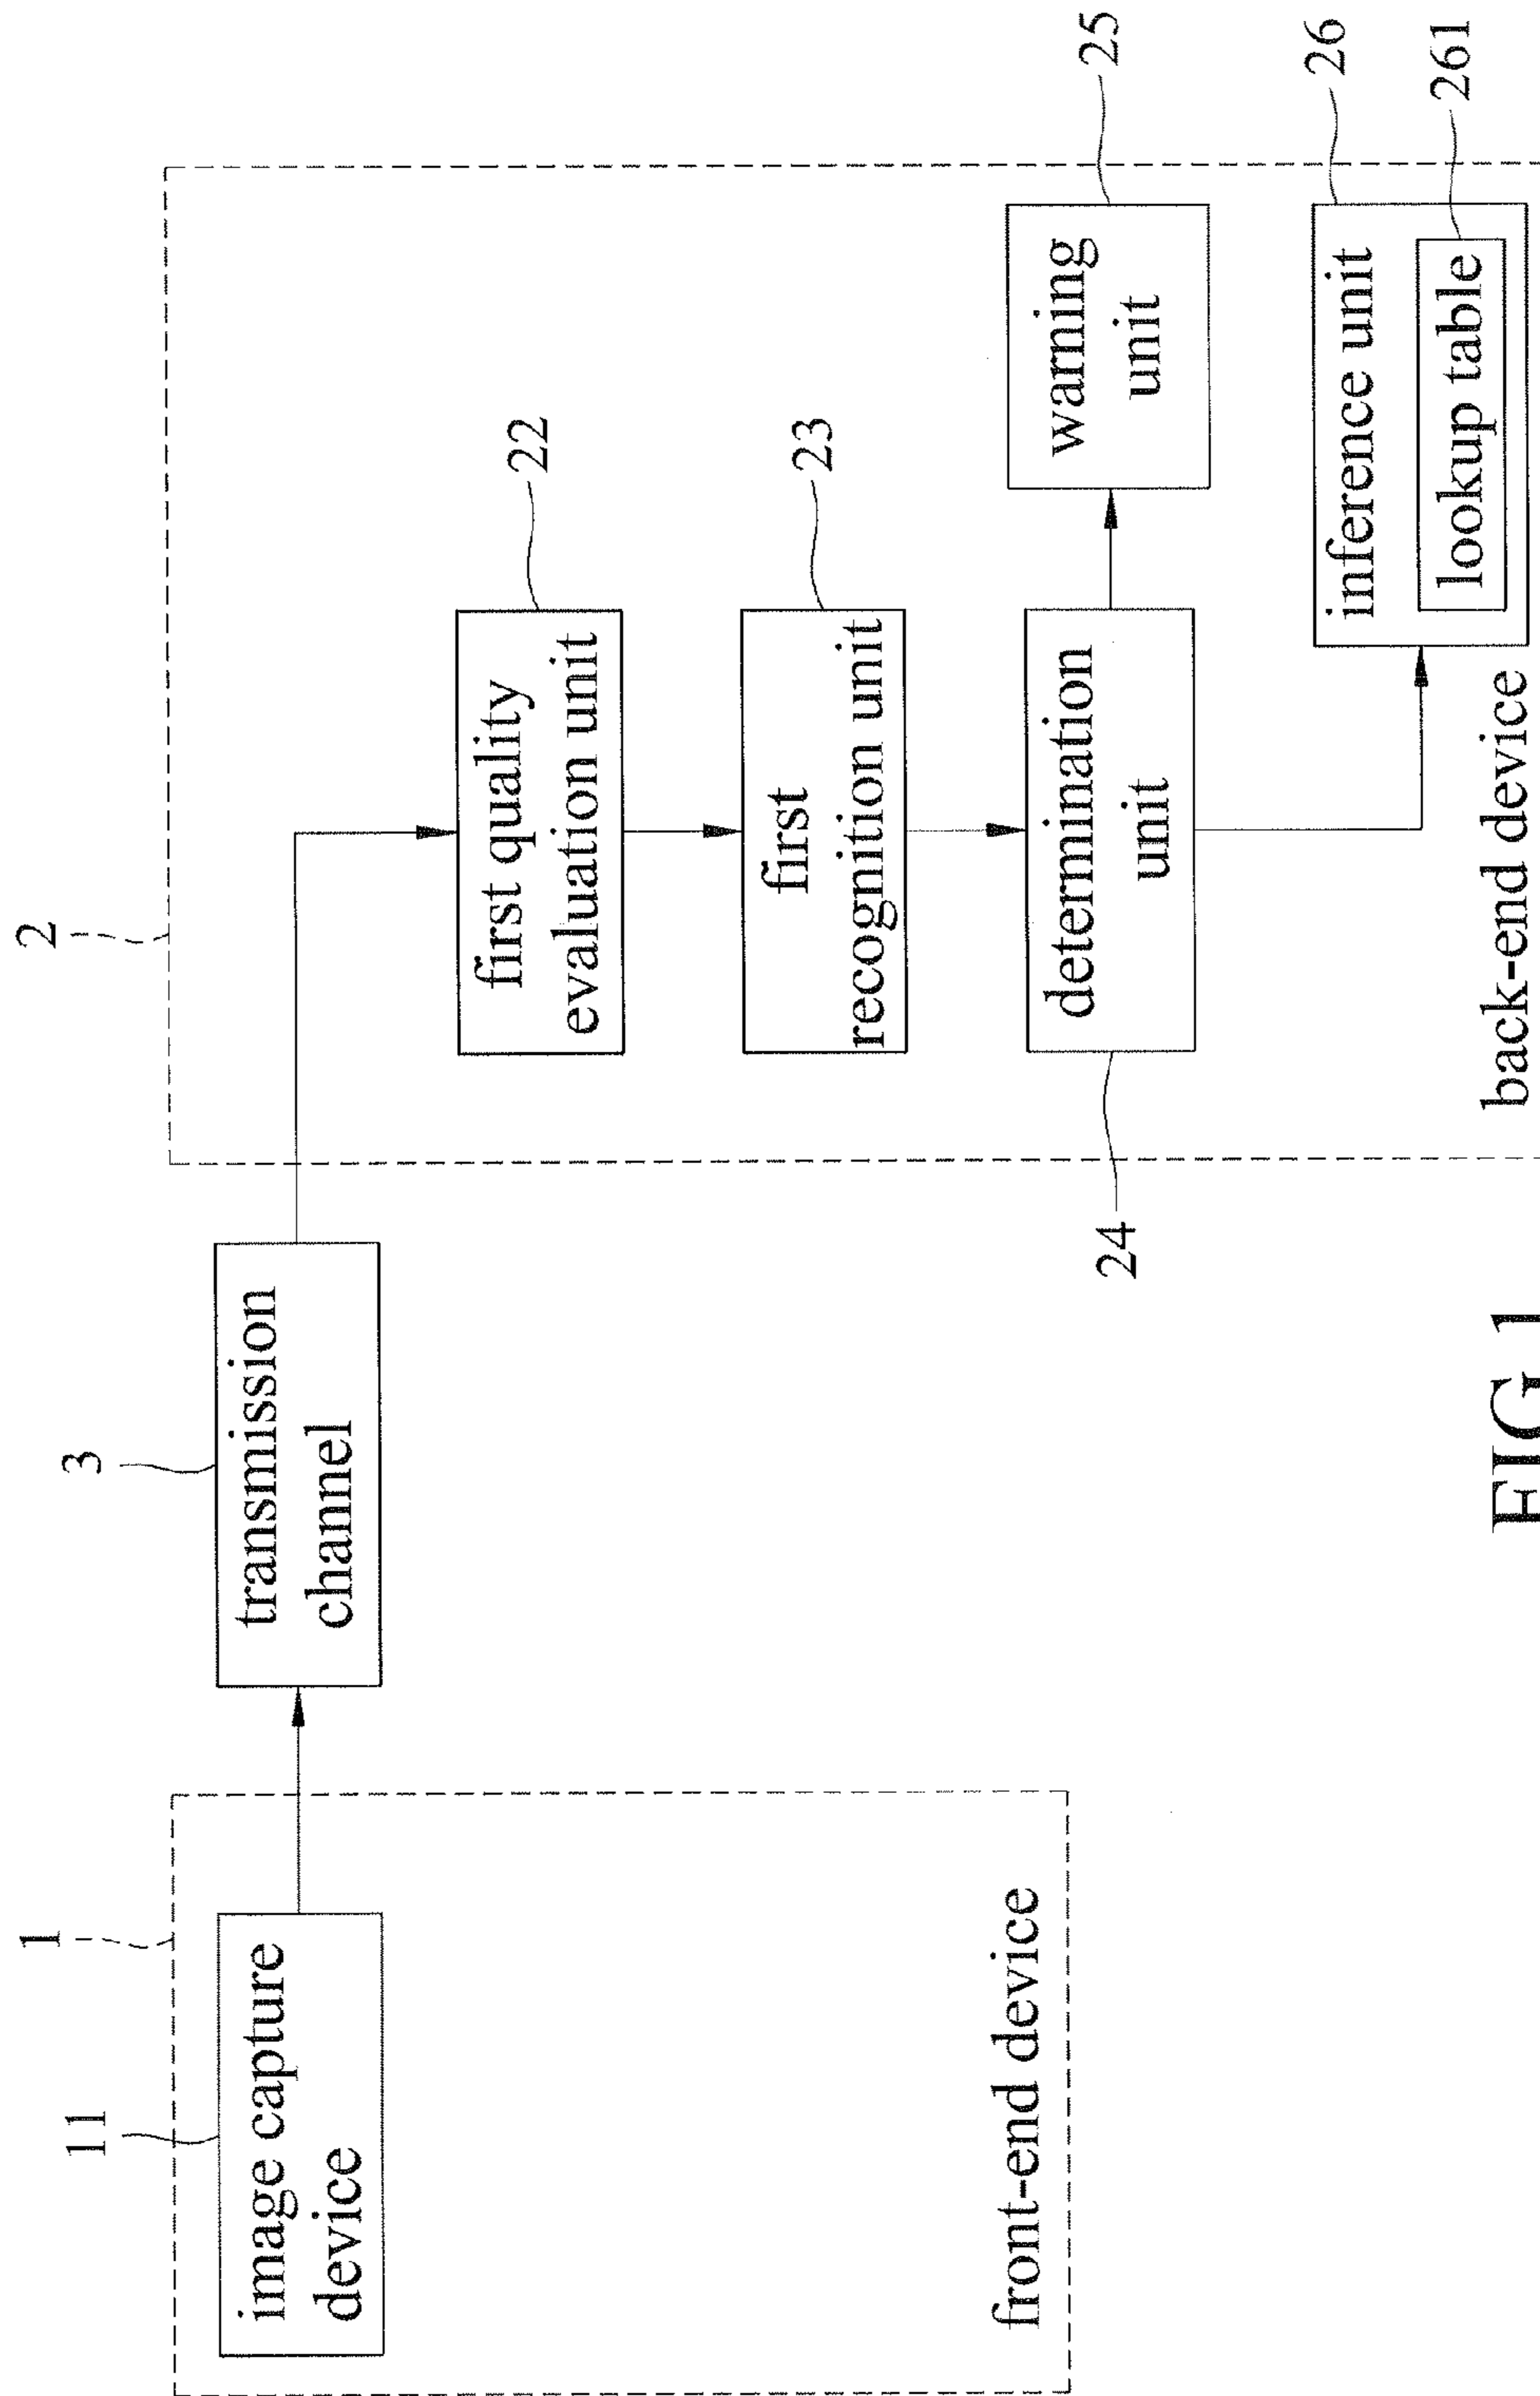 1
11
image capture
device
front-end device
3
transmission
channel
2
first quality
evaluation unit
22
first
recognition unit
23
determination
unit
24
warning
unit
25
inference unit
26
lookup table
261
back-end device
FIG. 1